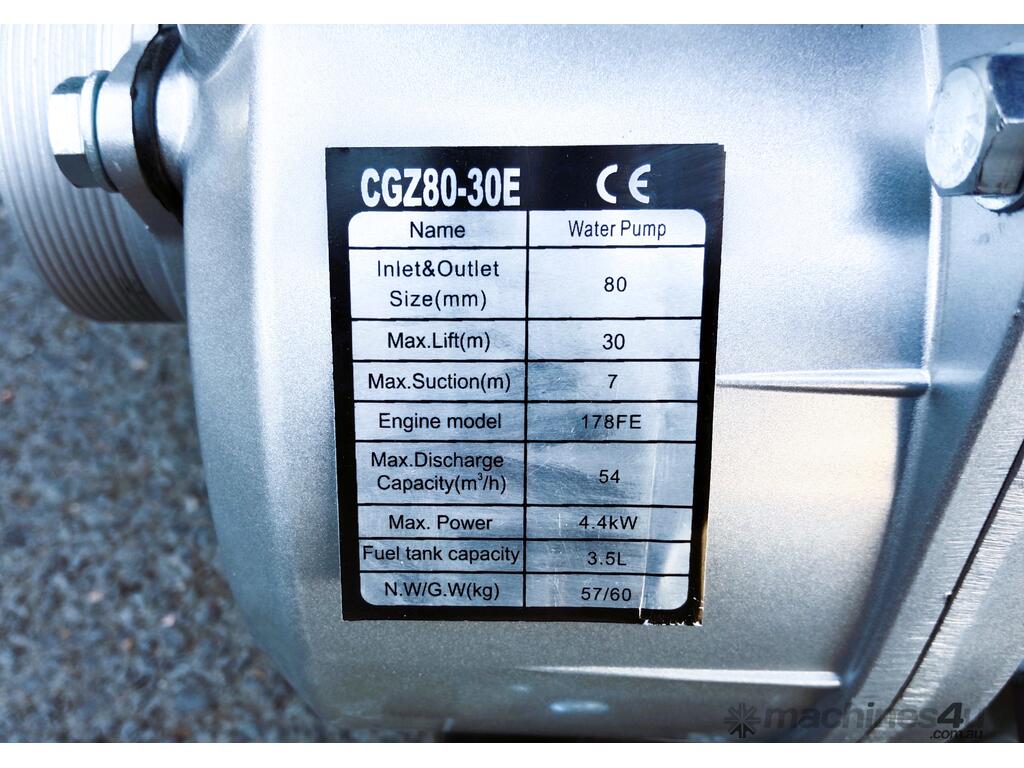 CGZ80-30E CE
Name Water Pump
Inlet&Outlet
Size(mm) 80
Max.Lift(m) 30
Max.Suction(m) 7
Engine model 178FE
Max.Discharge
Capacity(m³/h) 54
Max. Power 4.4kW
Fuel tank capacity 3.5L
N.W/G.W(kg) 57/60
machines4u
.com.au